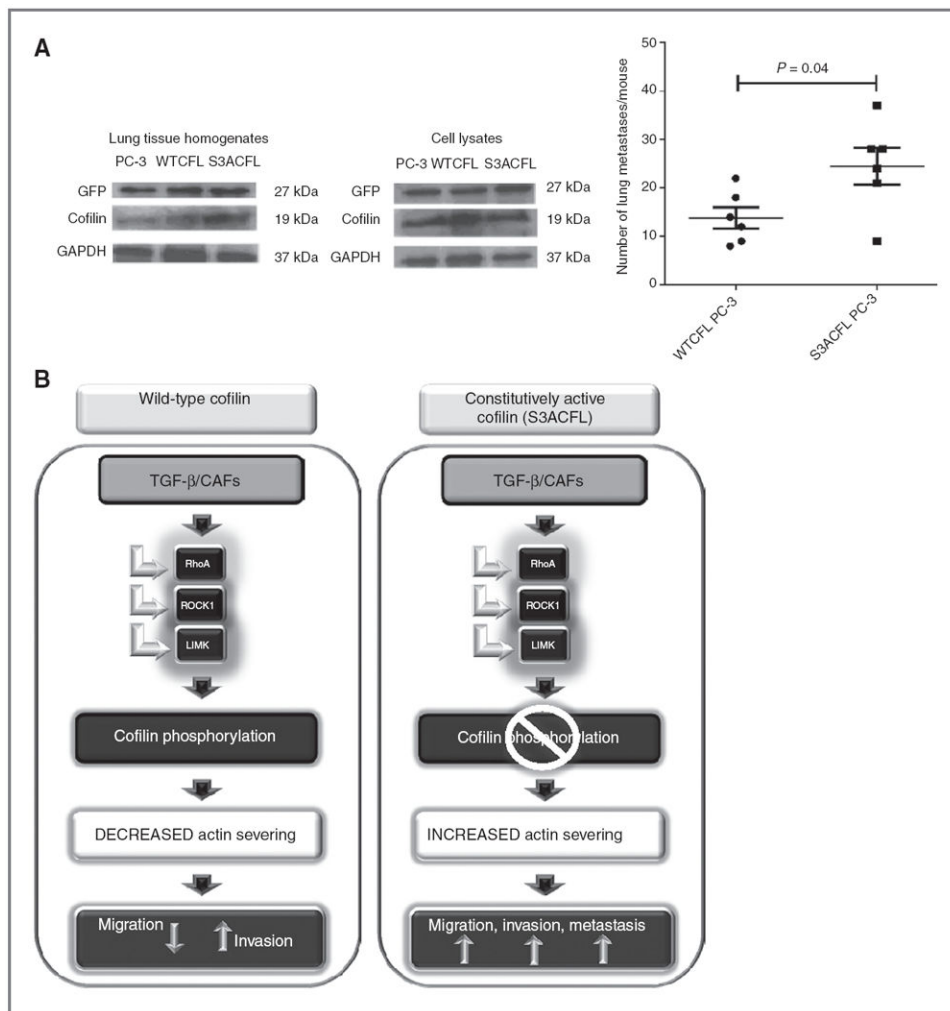 A
Lung tissue homogenates
PC-3 WTCFL S3ACFL
GFP 27 kDa
Cofilin 19 kDa
GAPDH 37 kDa
Cell lysates
PC-3 WTCFL S3ACFL
GFP 27 kDa
Cofilin 19 kDa
GAPDH 37 kDa
Number of lung metastases/mouse
50
40
30
20
10
0
P = 0.04
WTCFL PC-3
S3ACFL PC-3
B
Wild-type cofilin
TGF-β/CAFs
RhoA
ROCK1
LIMK
Cofilin phosphorylation
DECREASED actin severing
Migration
Invasion
Constitutively active
cofilin (S3ACFL)
TGF-β/CAFs
RhoA
ROCK1
LIMK
Cofilin phosphorylation
INCREASED actin severing
Migration, invasion, metastasis